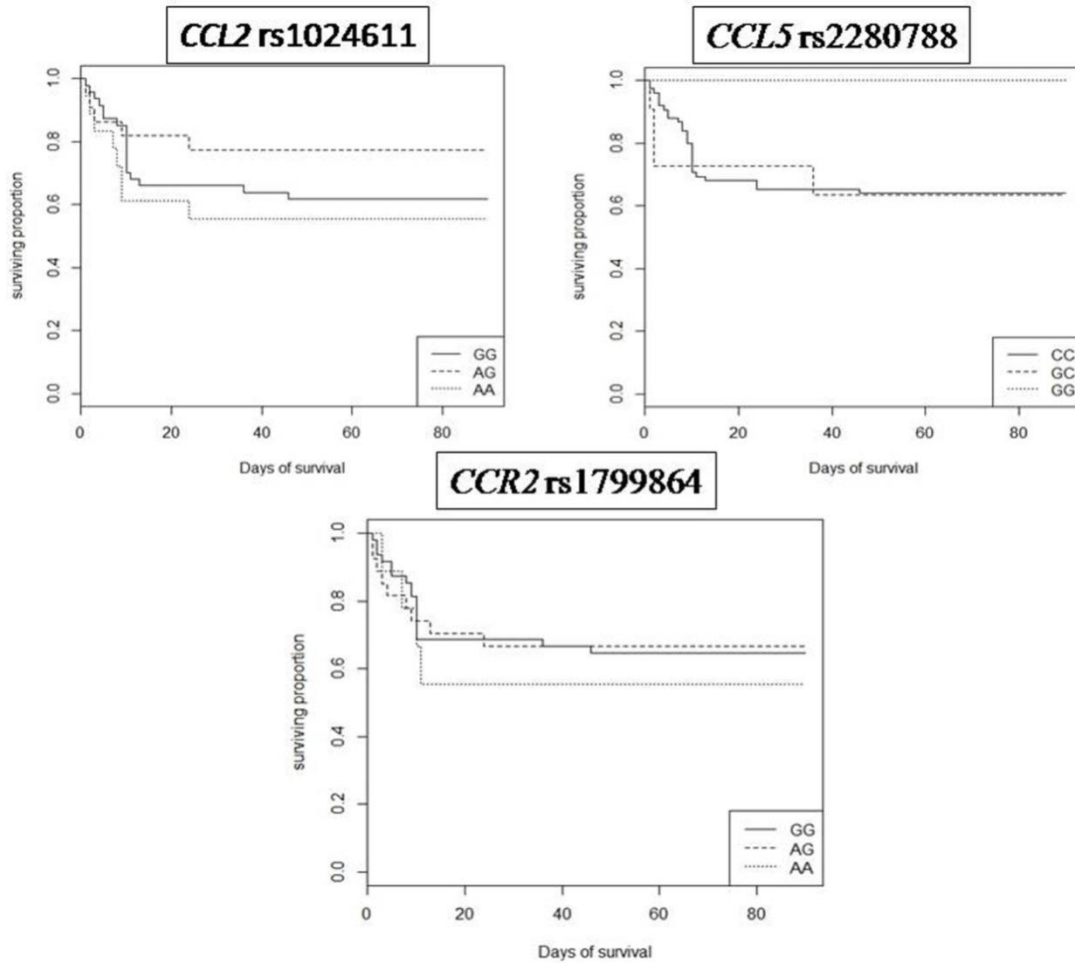 CCL2 rs1024611
surviving proportion
1.0
0.8
0.6
0.4
0.2
0.0
GG
AG
AA
0 20 40 60 80
Days of survival
CCL5 rs2280788
surviving proportion
1.0
0.8
0.6
0.4
0.2
0.0
CC
GC
GG
0 20 40 60 80
Days of survival
CCR2 rs1799864
surviving proportion
1.0
0.8
0.6
0.4
0.2
0.0
GG
AG
AA
0 20 40 60 80
Days of survival